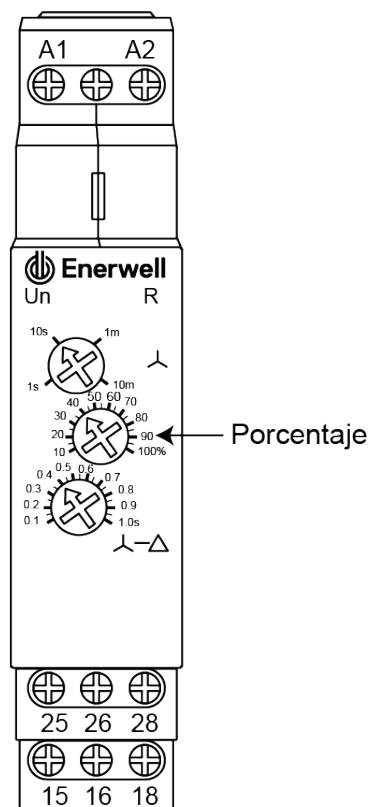 A1 A2
Enerwell
Un R
10s 1m
1s 10m
40 50 60 70
30 80
20 90 Porcentaje
10 100%
0.5 0.6
0.4 0.7
0.3 0.8
0.2 0.9
0.1 1.0s
25 26 28
15 16 18